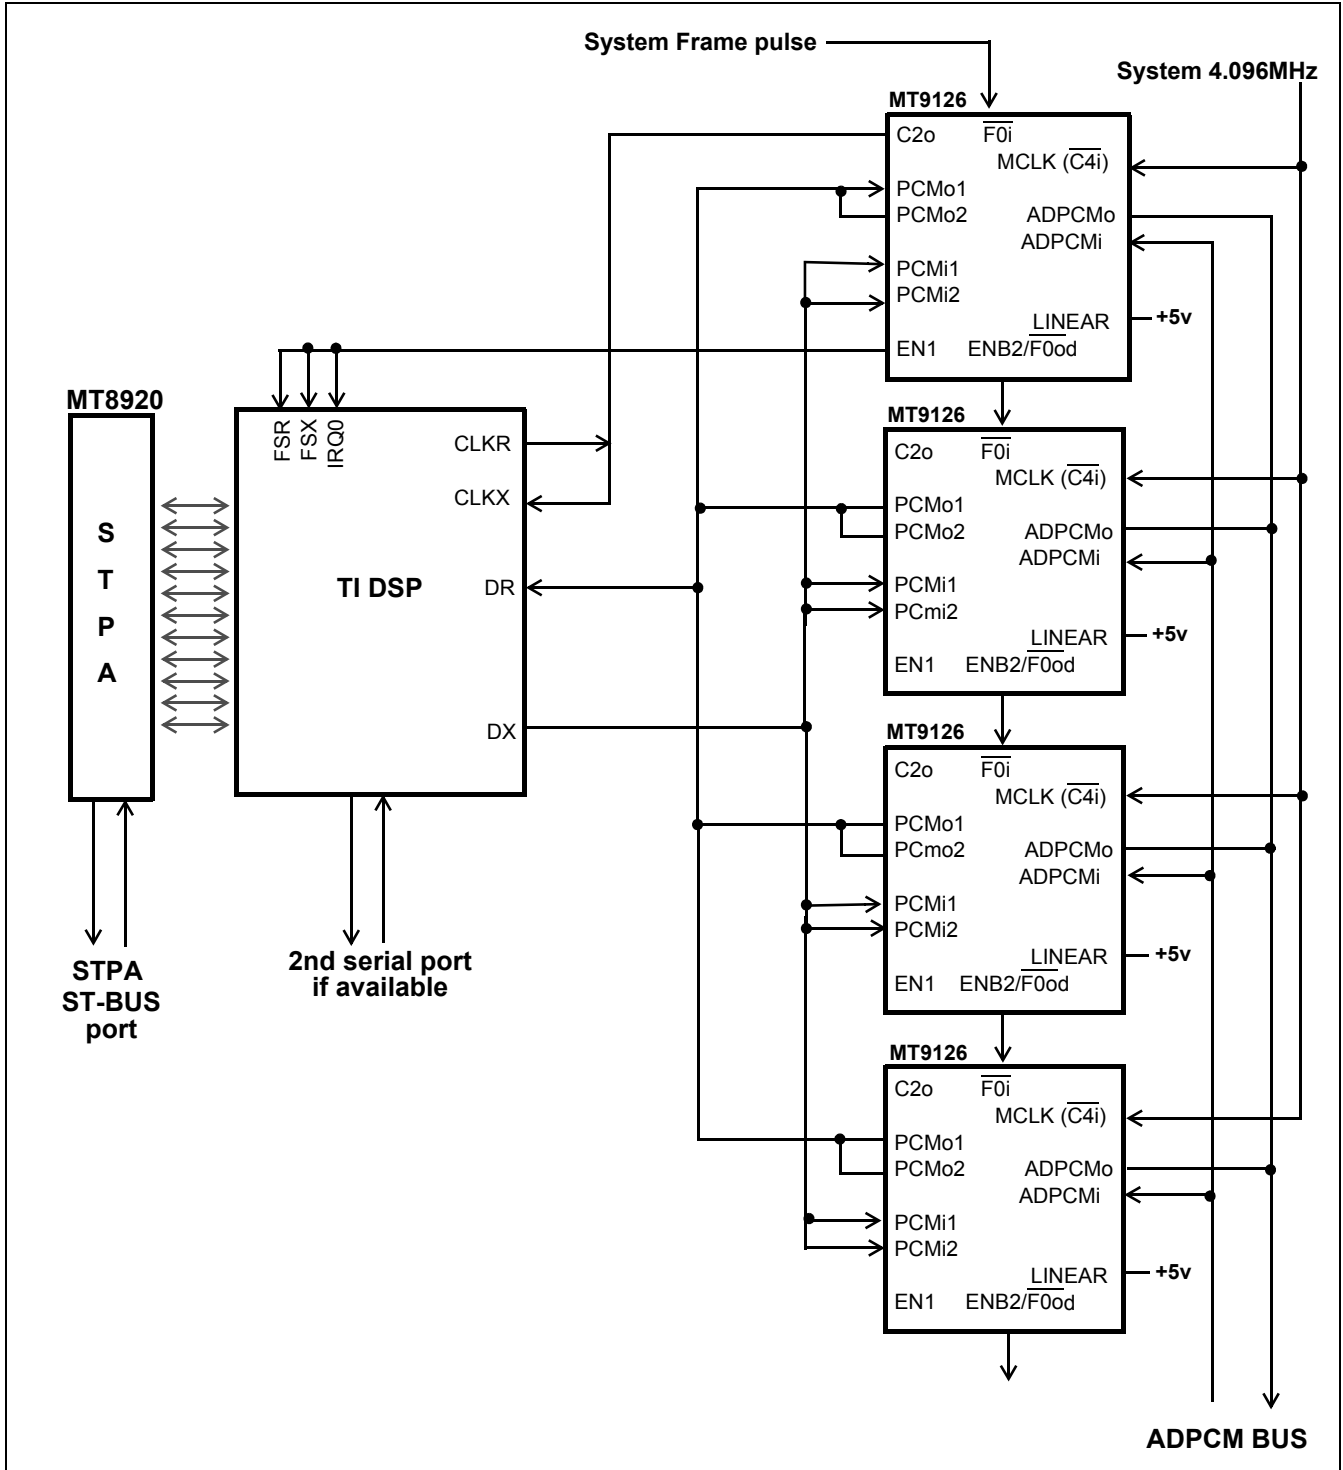 System Frame pulse
System 4.096MHz
MT9126
C2o F0i
MCLK (C4i)
PCMo1
PCMo2 ADPCMo
ADPCMi
PCMi1
PCMi2
LINEAR +5v
EN1 ENB2/F0od
MT8920
S
T
P
A
STPA
ST-BUS
port
FSR
FSX
IRQ0
CLKR
CLKX
TI DSP DR
DX
2nd serial port
if available
MT9126
C2o F0i
MCLK (C4i)
PCMo1
PCMo2 ADPCMo
ADPCMi
PCMi1
PCmi2
LINEAR +5v
EN1 ENB2/F0od
MT9126
C2o F0i
MCLK (C4i)
PCMo1
PCmo2 ADPCMo
ADPCMi
PCMi1
PCMi2
LINEAR +5v
EN1 ENB2/F0od
MT9126
C2o F0i
MCLK (C4i)
PCMo1
PCMo2 ADPCMo
ADPCMi
PCMi1
PCMi2
LINEAR +5v
EN1 ENB2/F0od
ADPCM BUS